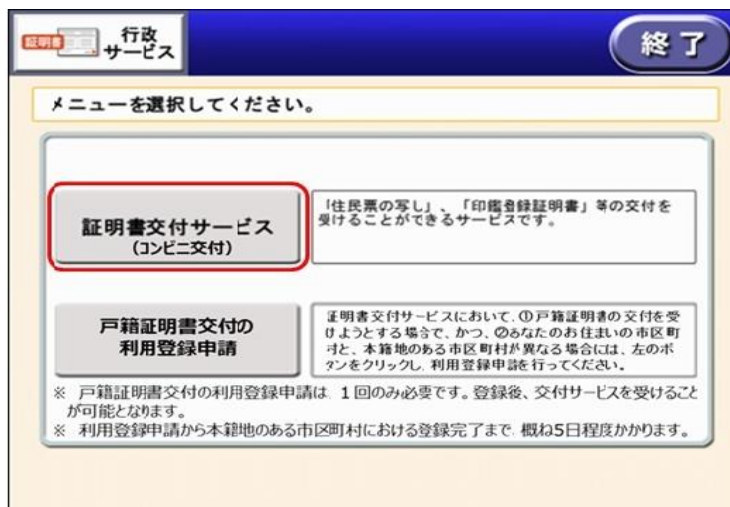 証明書
行政
サービス
終了
メニューを選択してください。
証明書交付サービス
(コンビニ交付)
「住民票の写し」、「印鑑登録証明書」等の交付を
受けることができるサービスです。
戸籍証明書交付の
利用登録申請
証明書交付サービスにおいて、①戸籍証明書の交付を受
けようとする場合で、かつ、②あなたのお住まいの市区町
村と、本籍地のある市区町村が異なる場合には、左のボ
タンをクリックし、利用登録申請を行ってください。
※ 戸籍証明書交付の利用登録申請は、1回のみ必要です。登録後、交付サービスを受けること
が可能となります。
※ 利用登録申請から本籍地のある市区町村における登録完了まで、概ね5日程度かかります。